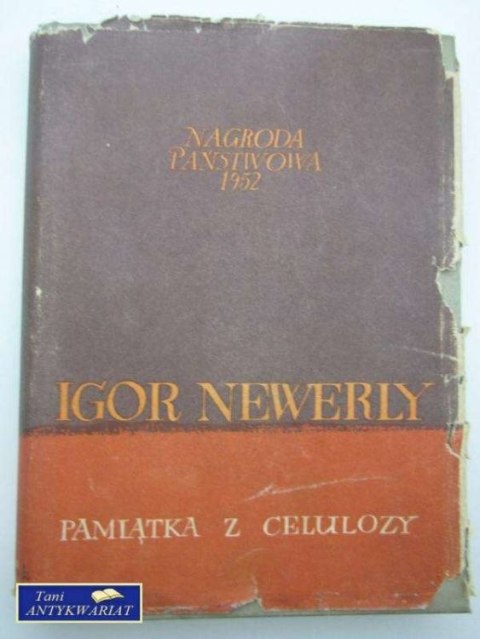 NAGRODA
PAŃSTWOWA
1952
IGOR NEWERLY
PAMIĄTKA Z CELULOZY
Tani
ANTYKWARIAT